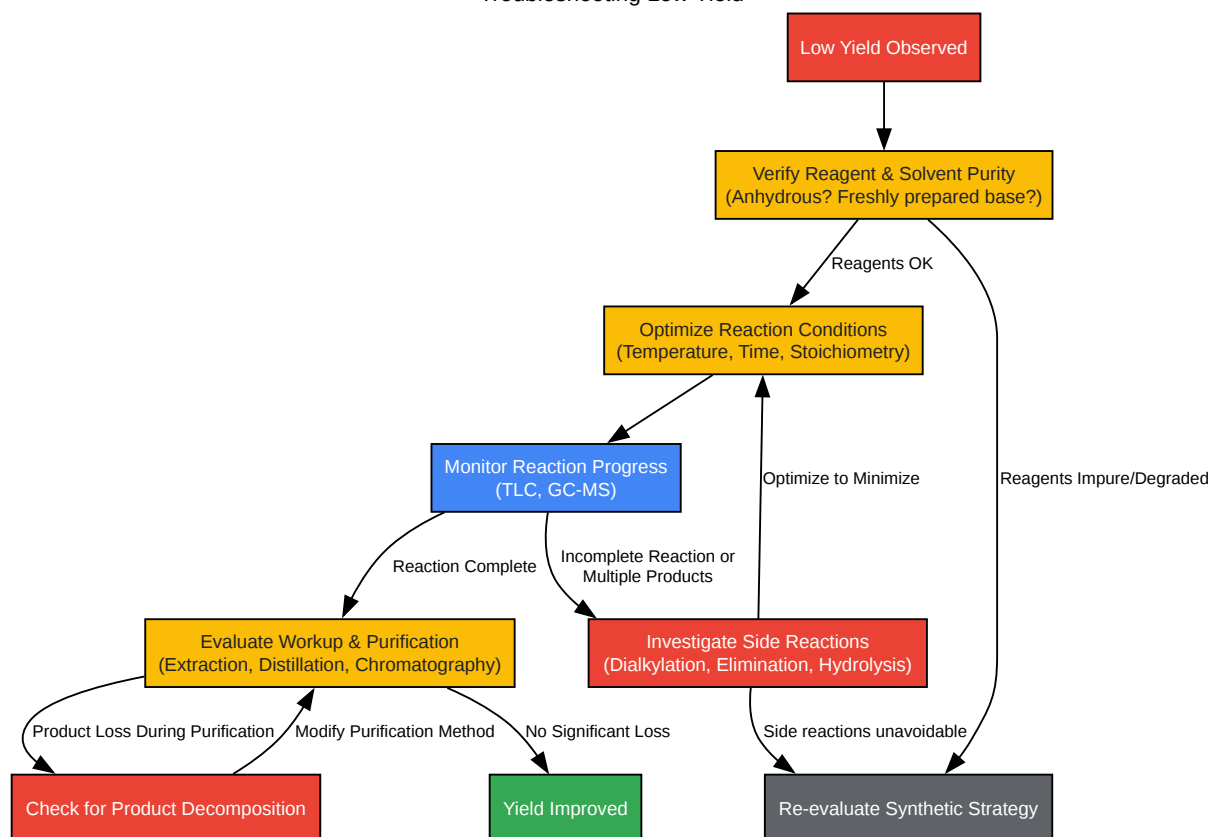 Troubleshooting Low Yield
Low Yield Observed
Verify Reagent & Solvent Purity
(Anhydrous? Freshly prepared base?)
Reagents OK
Optimize Reaction Conditions
(Temperature, Time, Stoichiometry)
Monitor Reaction Progress
(TLC, GC-MS)
Optimize to Minimize
Reagents Impure/Degraded
Reaction Complete
Incomplete Reaction or
Multiple Products
Evaluate Workup & Purification
(Extraction, Distillation, Chromatography)
Investigate Side Reactions
(Dialkylation, Elimination, Hydrolysis)
Product Loss During Purification
Modify Purification Method
No Significant Loss
Side reactions unavoidable
Check for Product Decomposition
Yield Improved
Re-evaluate Synthetic Strategy